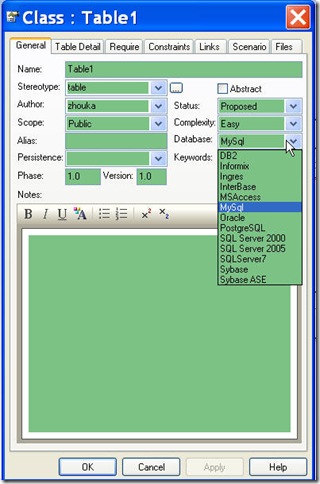 Class : Table1
General Table Detail Require Constraints Links Scenario Files
Name: Table1
Stereotype: table ... Abstract
Author: zhouka Status: Proposed
Scope: Public Complexity: Easy
Alias: Database: MySql
Persistence: Keywords:
Phase: 1.0 Version: 1.0
Notes:
DB2
Informix
Ingres
InterBase
MSAccess
MySql
Oracle
PostgreSQL
SQL Server 2000
SQL Server 2005
SQLServer7
Sybase
Sybase ASE
B I U A x² x₂
OK Cancel Apply Help